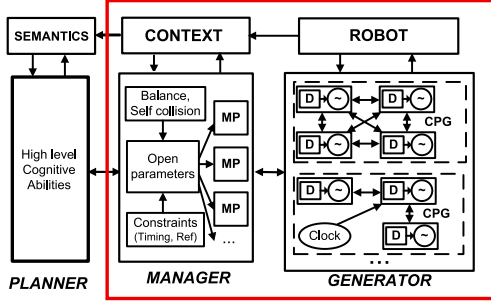 SEMANTICS
CONTEXT
ROBOT
High level
Cognitive
Abilities
Balance,
Self collision
Open
parameters
Constraints
(Timing, Ref)
MP
MP
MP
...
D ~
D ~
D ~
D ~
CPG
D ~
D ~
D ~
CPG
Clock
...
PLANNER
MANAGER
GENERATOR